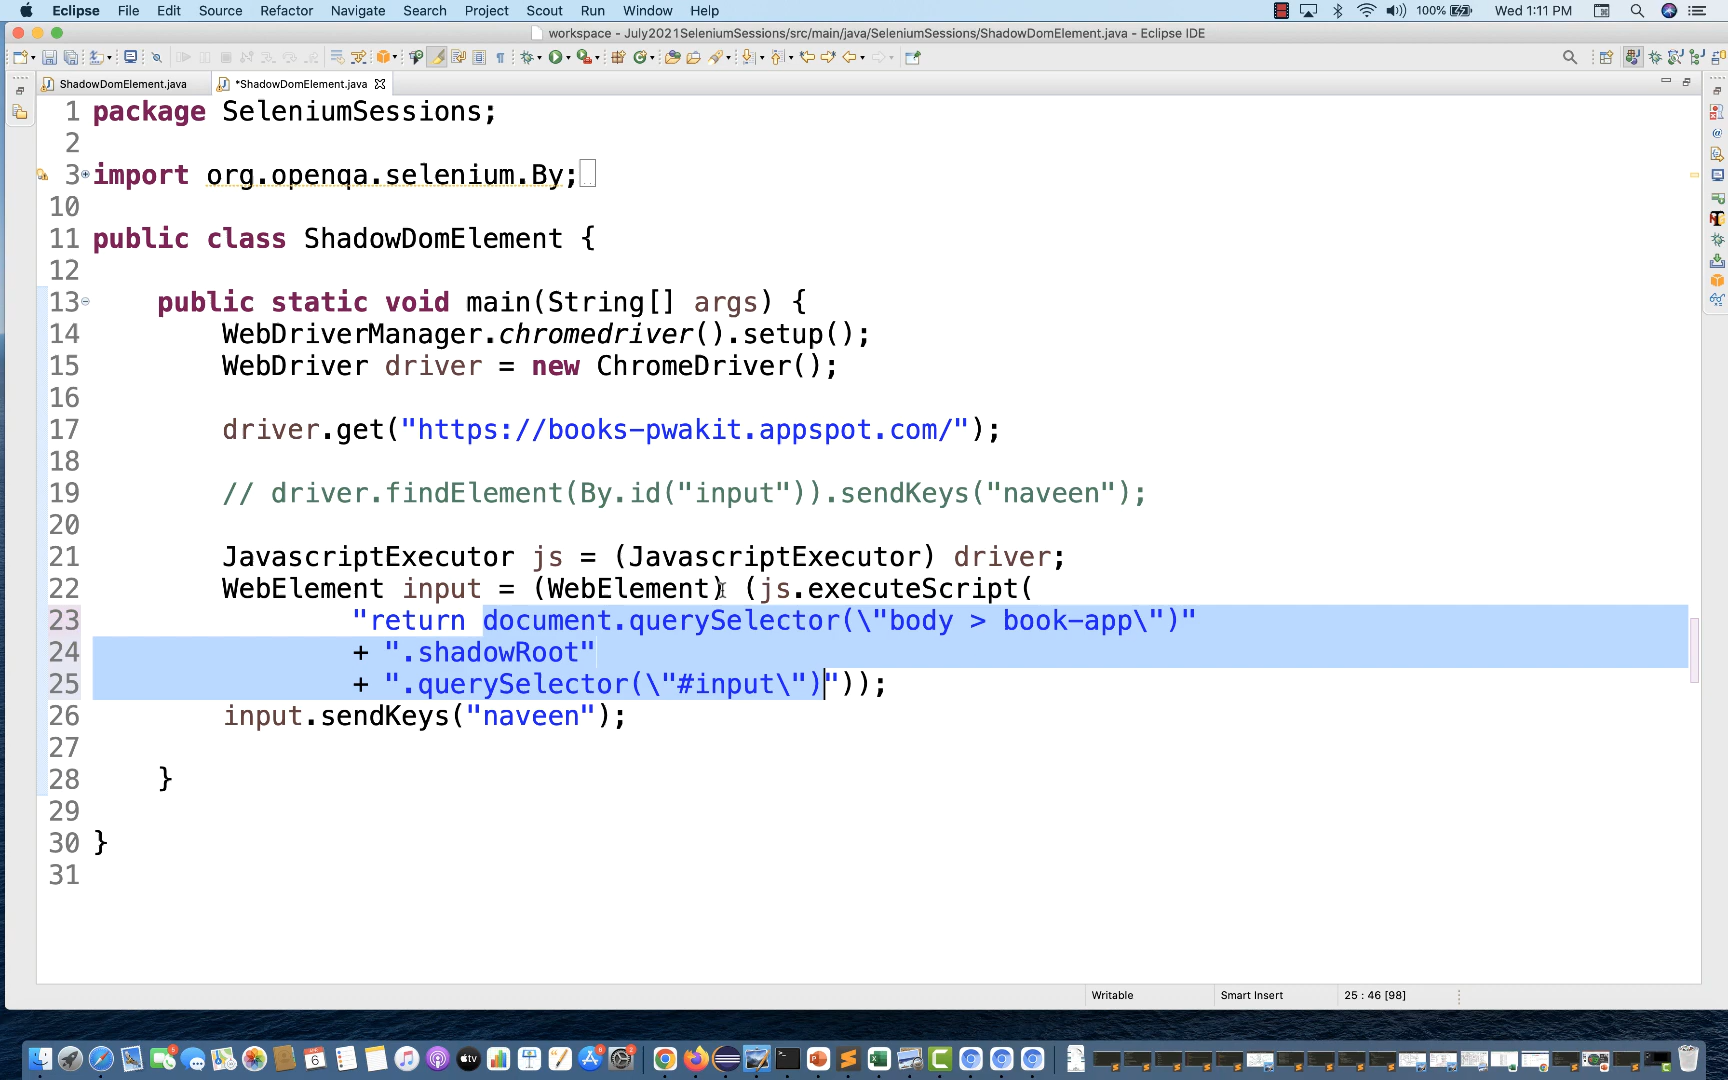 Eclipse File Edit Source Refactor Navigate Search Project Scout Run Window Help 100% Wed 1:11 PM
workspace - July2021SeleniumSessions/src/main/java/SeleniumSessions/ShadowDomElement.java - Eclipse IDE
ShadowDomElement.java *ShadowDomElement.java
1 package SeleniumSessions;
2
3 import org.openqa.selenium.By;
10
11 public class ShadowDomElement {
12
13 public static void main(String[] args) {
14 WebDriverManager.chromedriver().setup();
15 WebDriver driver = new ChromeDriver();
16
17 driver.get("https://books-pwakit.appspot.com/");
18
19 // driver.findElement(By.id("input")).sendKeys("naveen");
20
21 JavascriptExecutor js = (JavascriptExecutor) driver;
22 WebElement input = (WebElement) (js.executeScript(
23 "return document.querySelector(\"body > book-app\")"
24 + ".shadowRoot"
25 + ".querySelector(\"#input\")"));
26 input.sendKeys("naveen");
27
28 }
29
30 }
31
Writable Smart Insert 25 : 46 [98]